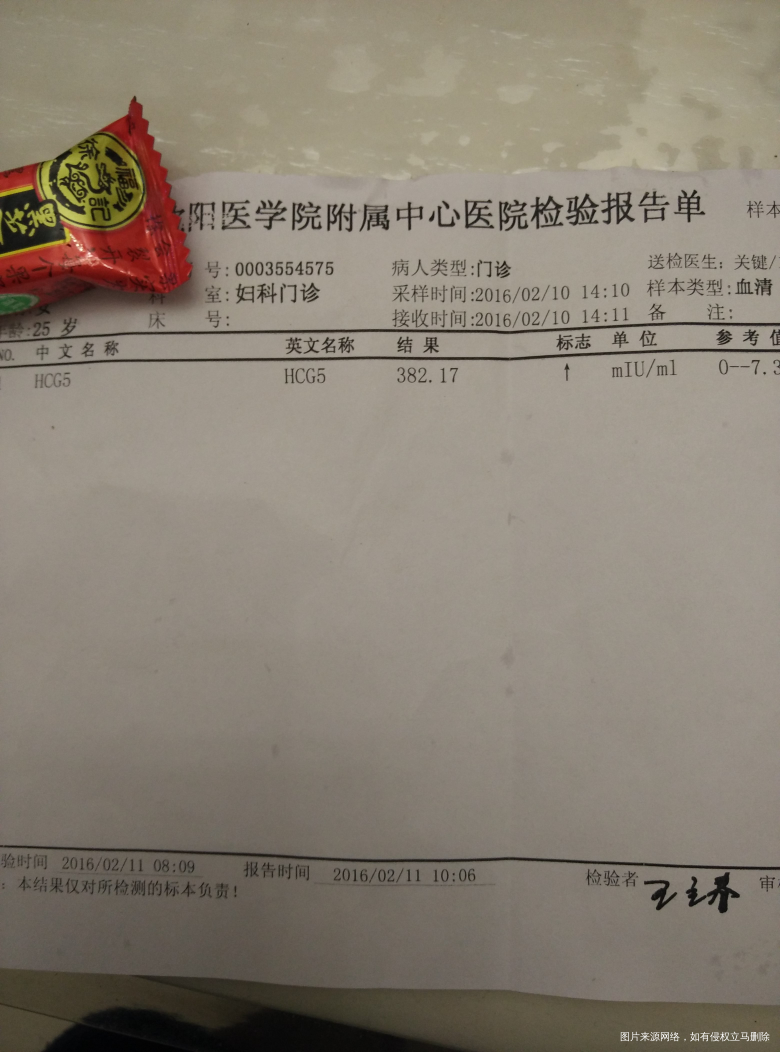 徐福記
阳医学院附属中心医院检验报告单 样本
号:0003554575 病人类型:门诊 送检医生: 关键/
室:妇科门诊 采样时间:2016/02/10 14:10 样本类型:血清
女
龄:25 岁 床 号: 接收时间:2016/02/10 14:11 备 注:
NO. 中 文 名 称 英文名称 结 果 标志 单 位 参 考 值
HCG5 HCG5 382.17 ↑ mIU/ml 0--7.3
验时间 2016/02/11 08:09 报告时间 2016/02/11 10:06 检验者 审
: 本结果仅对所检测的标本负责!
图片来源网络，如有侵权立马删除